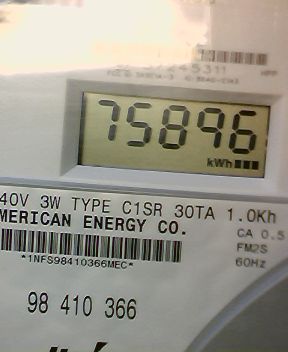 75896
kWh
40V 3W TYPE C1SR 30TA 1.0Kh
MERICAN ENERGY CO.
CA 0.5
FM2S
60Hz
*1NFS98410366MEC*
98 410 366